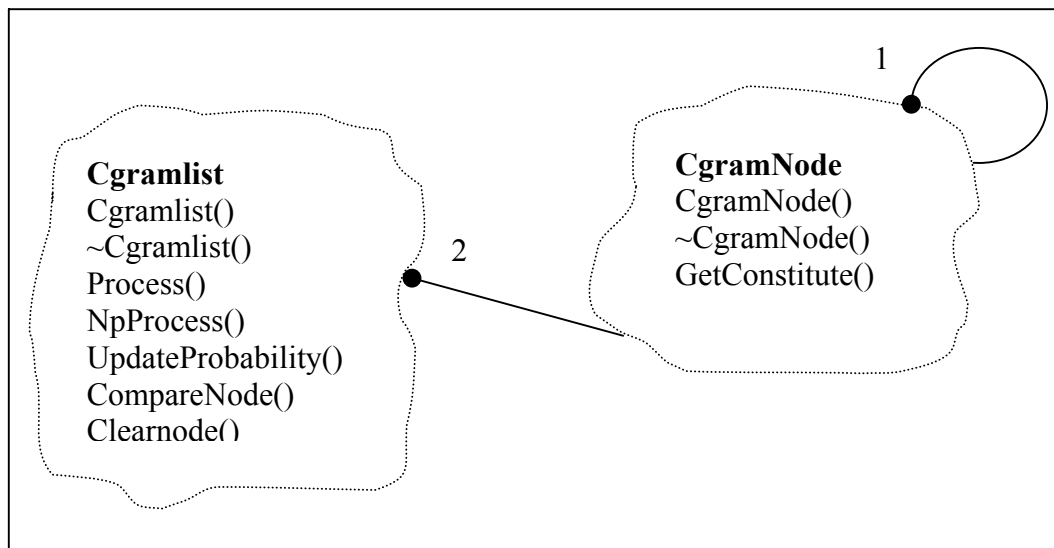 Cgramlist
Cgramlist()
~Cgramlist()
Process()
NpProcess()
UpdateProbability()
CompareNode()
Clearnode()
2
1
CgramNode
CgramNode()
~CgramNode()
GetConstitute()